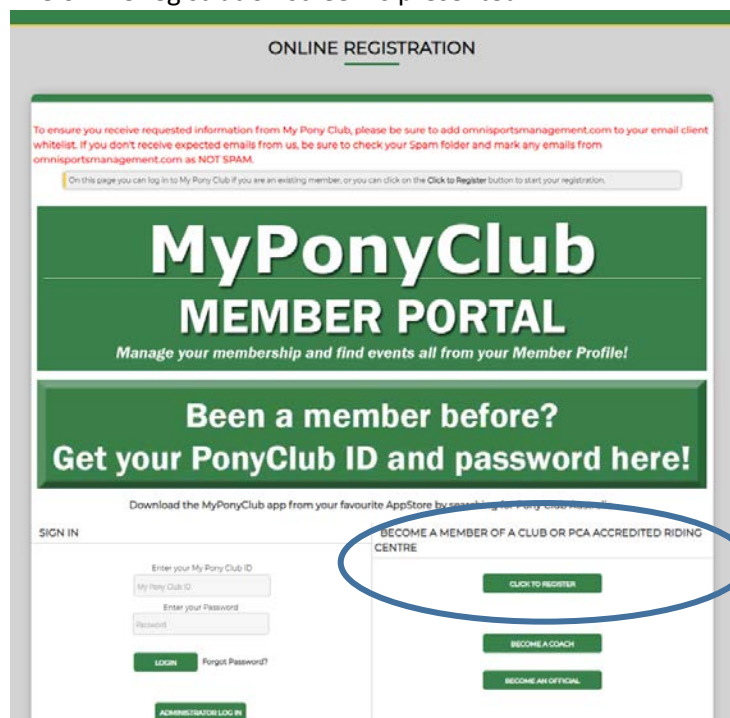 ONLINE REGISTRATION
To ensure you receive requested information from My Pony Club, please be sure to add omnisportsmanagement.com to your email client
whitelist. If you don't receive expected emails from us, be sure to check your Spam folder and mark any emails from
omnisportsmanagement.com as NOT SPAM.
On this page you can log in to My Pony Club if you are an existing member, or you can click on the Click to Register button to start your registration.
MyPonyClub
MEMBER PORTAL
Manage your membership and find events all from your Member Profile!
Been a member before?
Get your PonyClub ID and password here!
Download the MyPonyClub app from your favourite AppStore by searching for Pony Club
SIGN IN
Enter your My Pony Club ID
My Pony Club ID
Enter your Password
Password
LOGIN Forgot Password?
ADMINISTRATOR LOG IN
BECOME A MEMBER OF A CLUB OR PCA ACCREDITED RIDING
CENTRE
CLICK TO REGISTER
BECOME A COACH
BECOME AN OFFICIAL